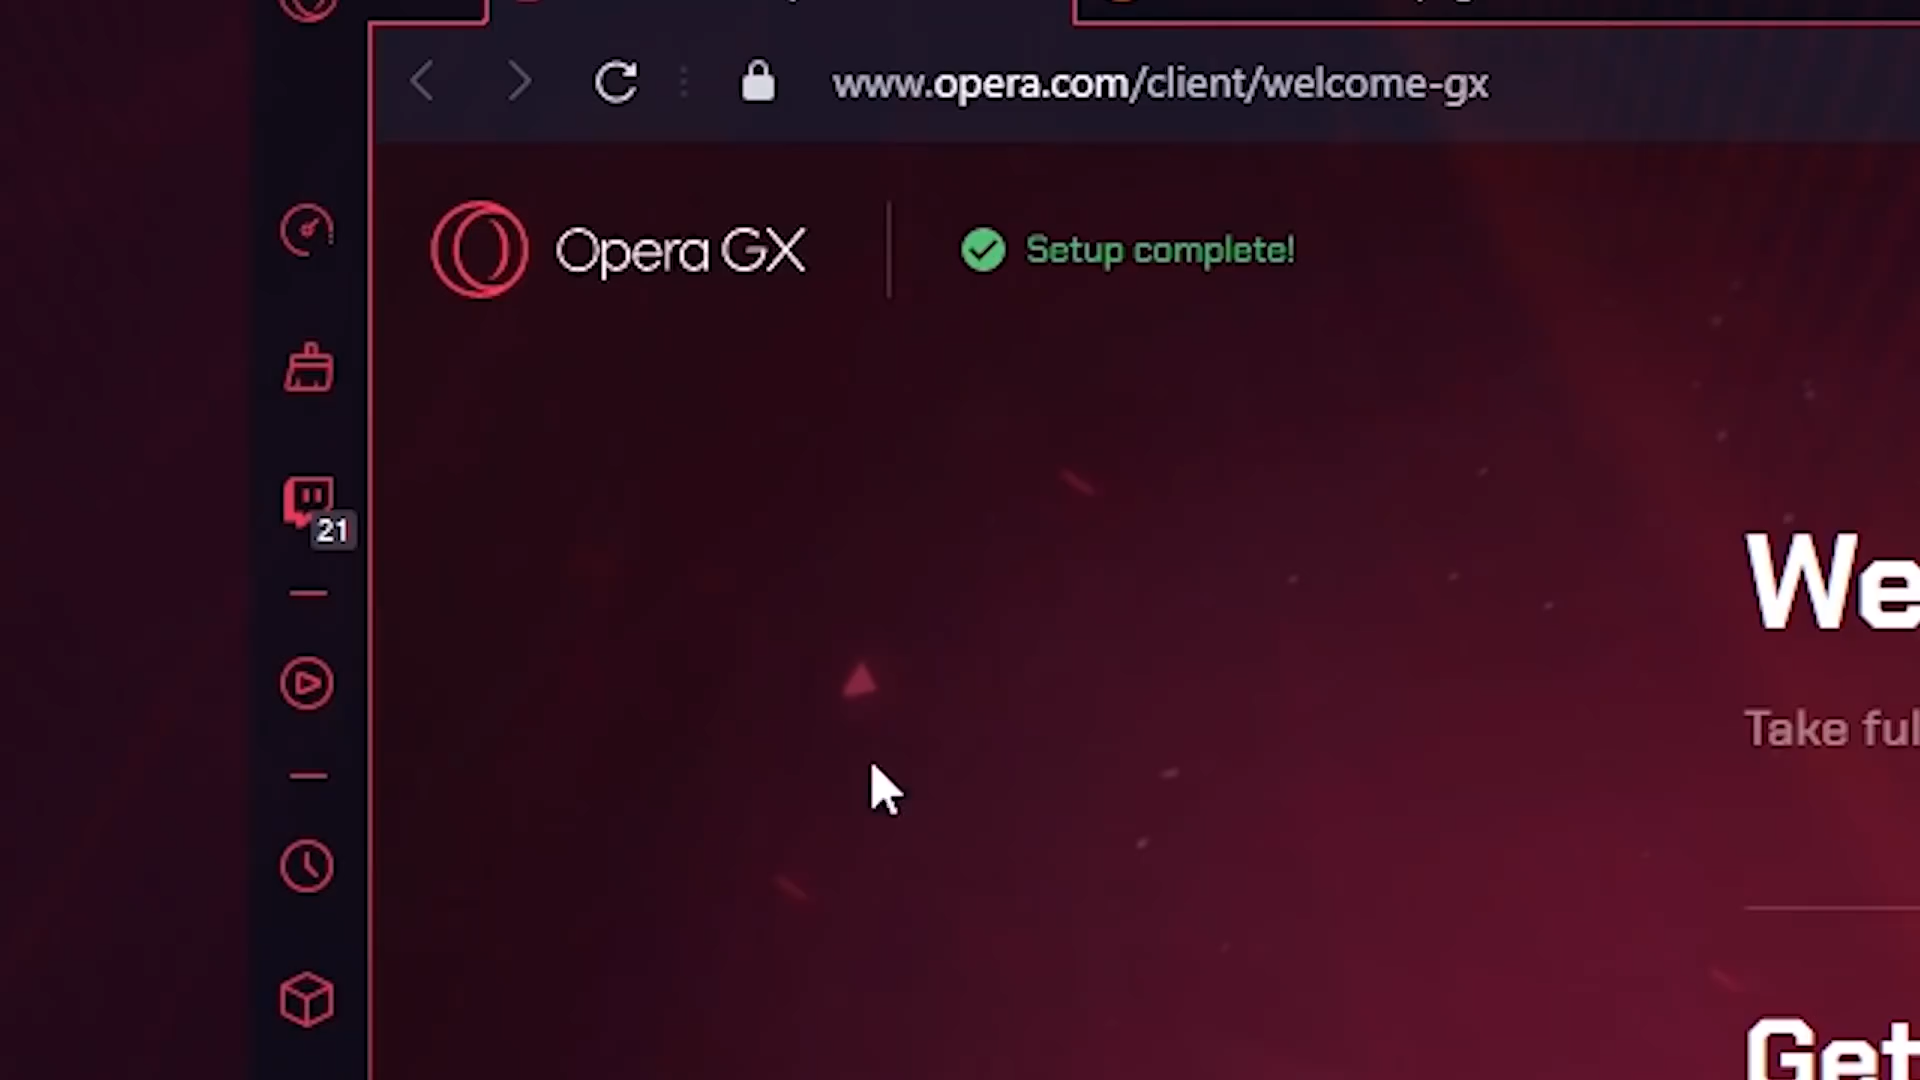 www.opera.com/client/welcome-gx
Opera GX
Setup complete!
21
We
Take ful
Get